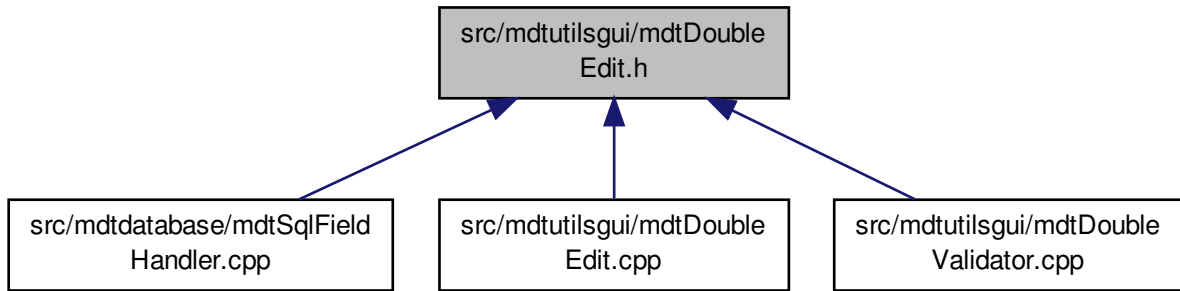 src/mdtutilsgui/mdtDouble
Edit.h
src/mdtdatabase/mdtSqlField
Handler.cpp
src/mdtutilsgui/mdtDouble
Edit.cpp
src/mdtutilsgui/mdtDouble
Validator.cpp